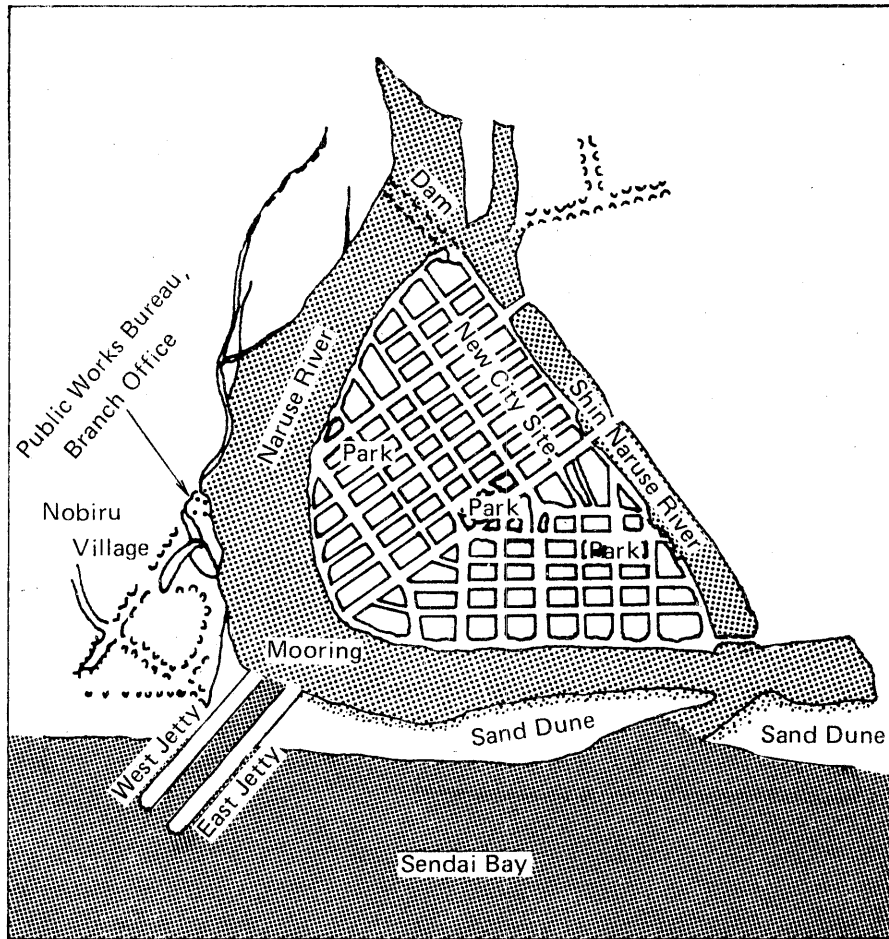 Dam
Public Works Bureau,
Branch Office
Naruse River
New City Site
Shin Naruse River
Park
Park
Park
Nobiru
Village
Mooring
West Jetty
East Jetty
Sand Dune
Sand Dune
Sendai Bay